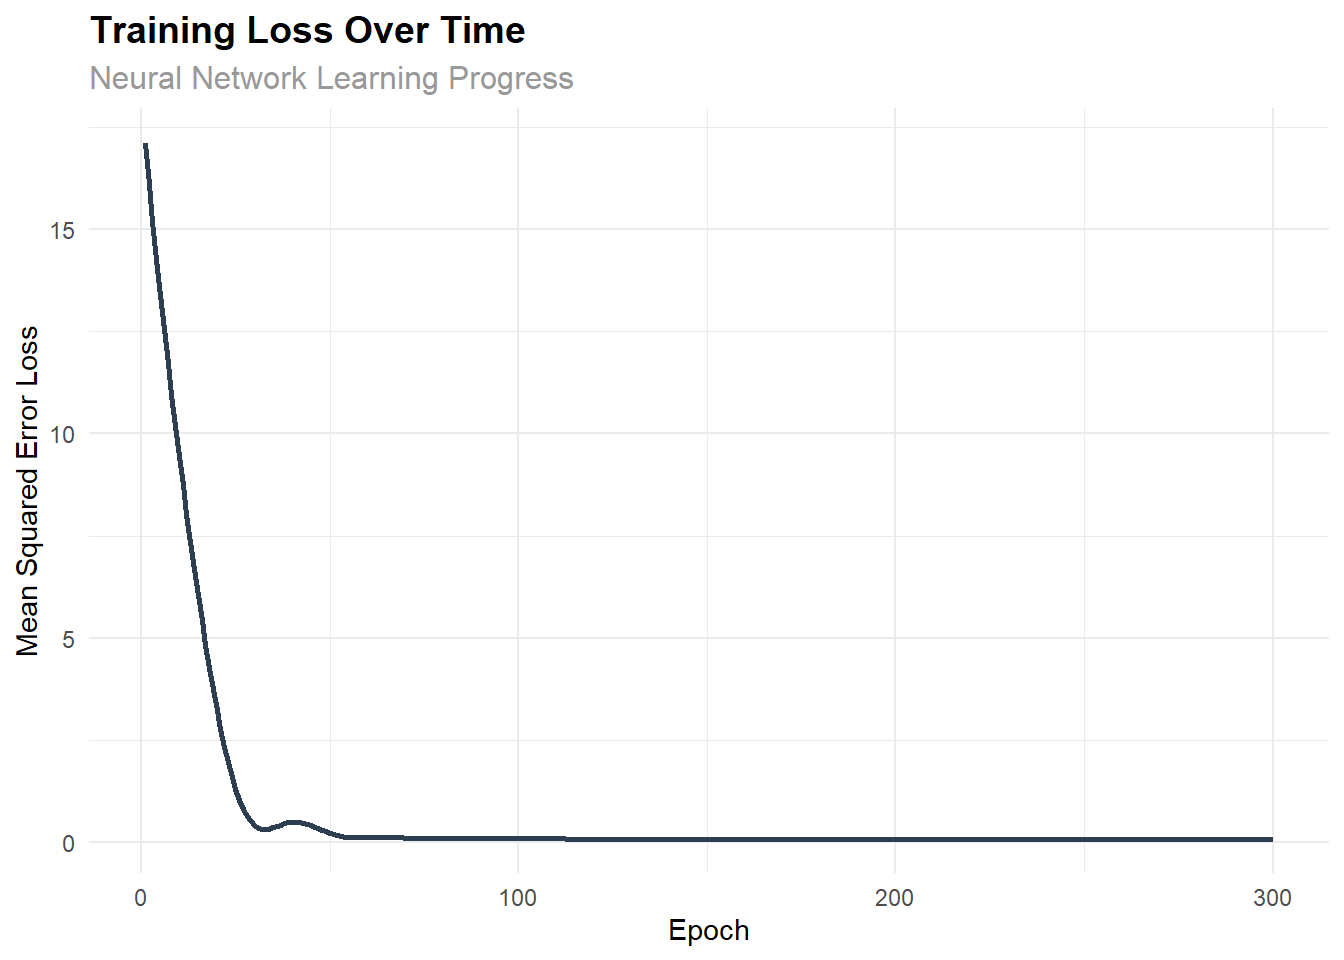 Training Loss Over Time
Neural Network Learning Progress
15
10
5
0
Mean Squared Error Loss
0 100 200 300
Epoch